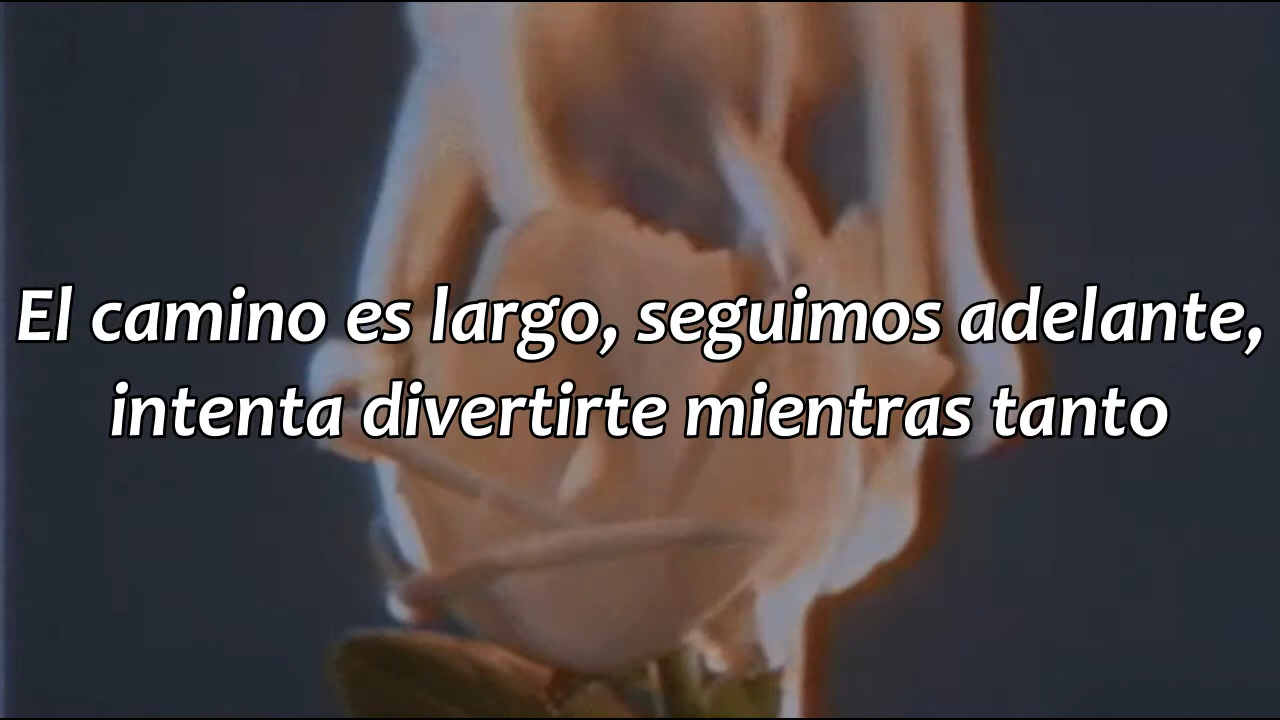 El camino es largo, seguimos adelante,
intenta divertirte mientras tanto